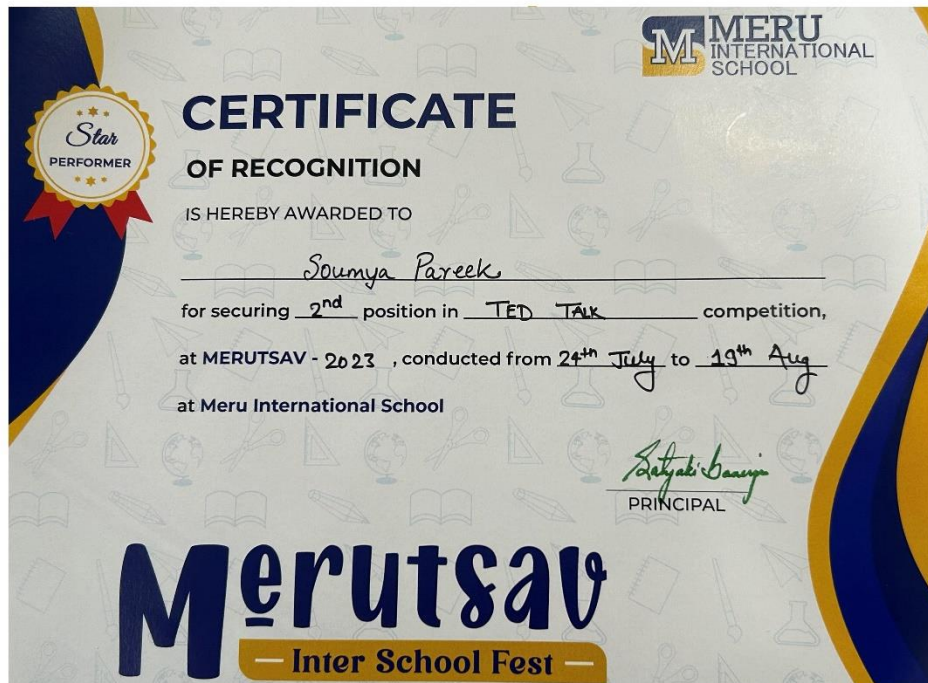 M MERU
INTERNATIONAL
SCHOOL
CERTIFICATE
Star
PERFORMER
OF RECOGNITION
IS HEREBY AWARDED TO
Soumya Pareek
for securing 2nd position in TED TALK competition,
at MERUTSAV - 2023 , conducted from 24th July to 19th Aug
at Meru International School
Satyaki Banerji
PRINCIPAL
Merutsav
Inter School Fest